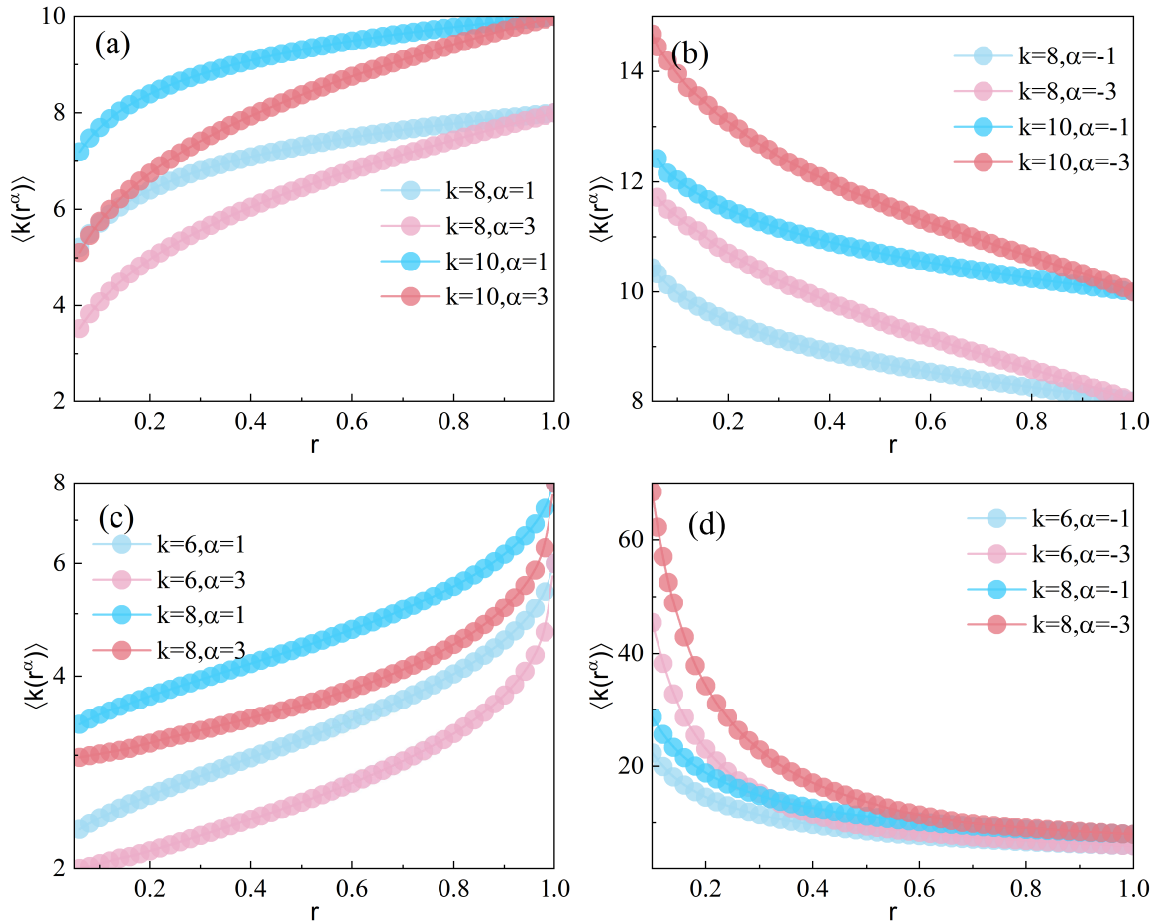 (a)
10
8
6
4
2
0.2 0.4 0.6 0.8 1.0
r
⟨k(r^α)⟩
k=8,α=1
k=8,α=3
k=10,α=1
k=10,α=3
(b)
14
12
10
8
0.2 0.4 0.6 0.8 1.0
r
⟨k(r^α)⟩
k=8,α=-1
k=8,α=-3
k=10,α=-1
k=10,α=-3
(c)
8
6
4
2
0.2 0.4 0.6 0.8 1.0
r
⟨k(r^α)⟩
k=6,α=1
k=6,α=3
k=8,α=1
k=8,α=3
(d)
60
40
20
0.2 0.4 0.6 0.8 1.0
r
⟨k(r^α)⟩
k=6,α=-1
k=6,α=-3
k=8,α=-1
k=8,α=-3